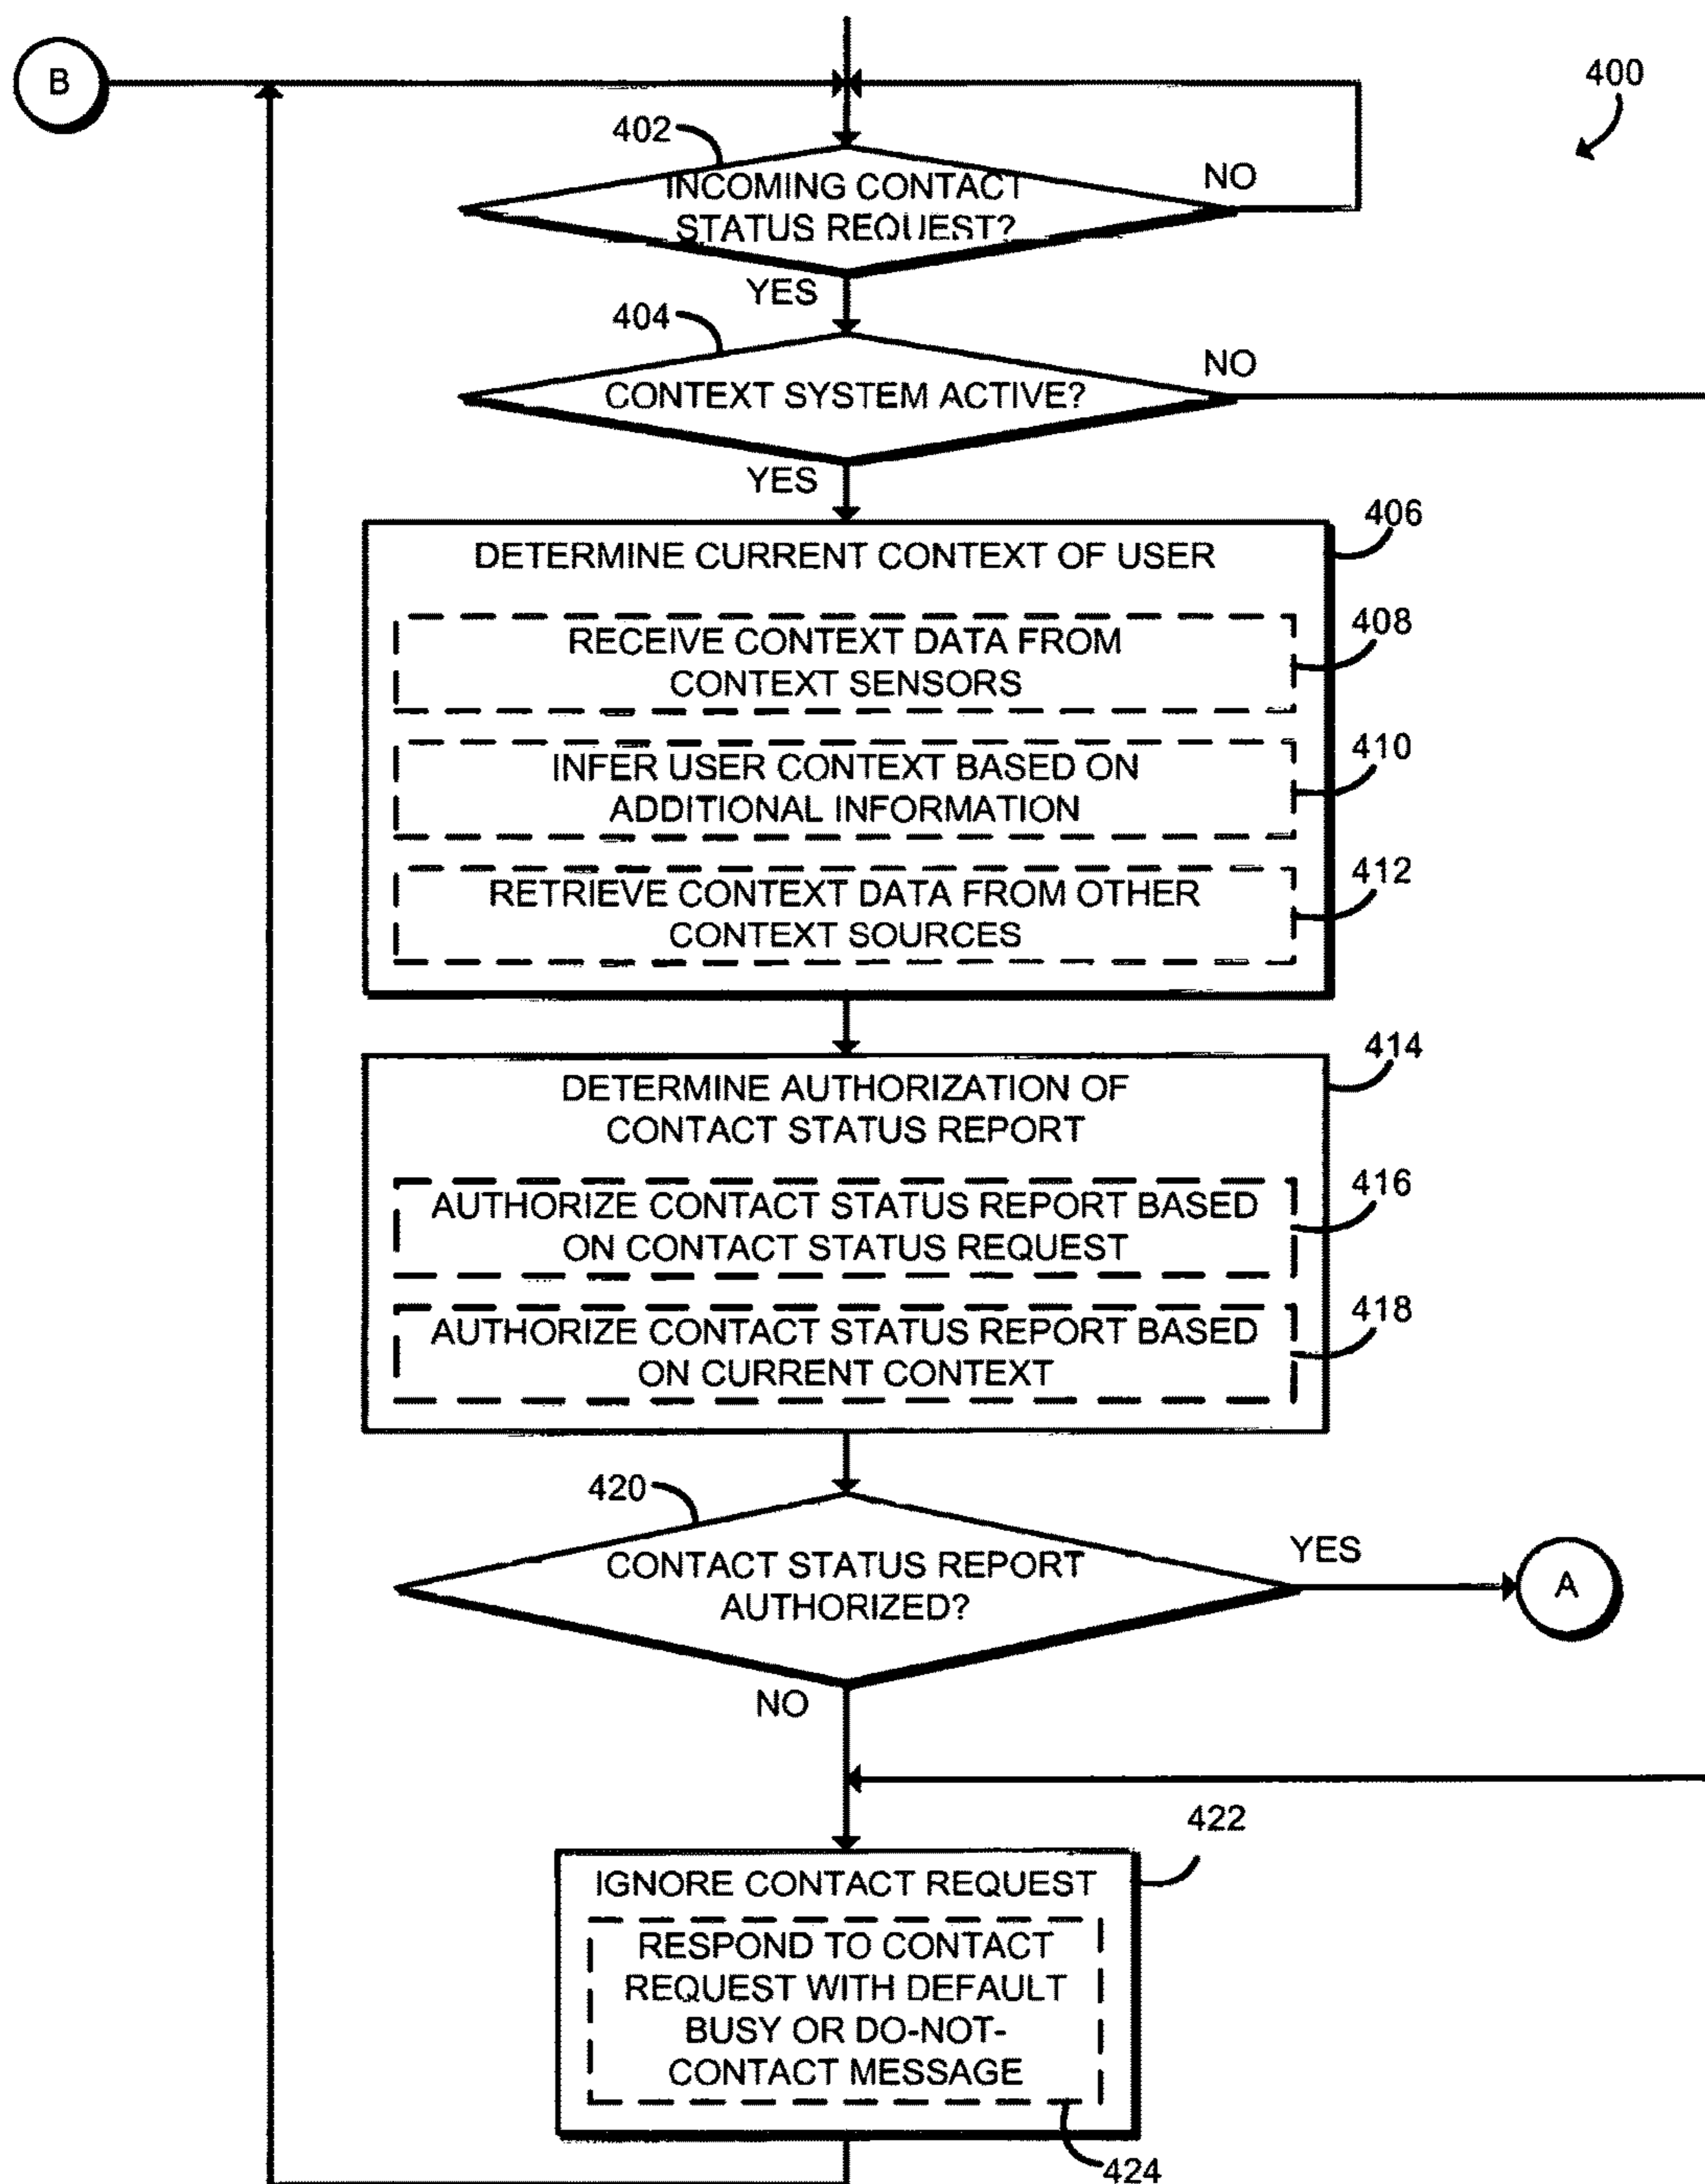 B
400
402
INCOMING CONTACT
STATUS REQUEST?
NO
YES
404
CONTEXT SYSTEM ACTIVE?
NO
YES
406
DETERMINE CURRENT CONTEXT OF USER
408
RECEIVE CONTEXT DATA FROM
CONTEXT SENSORS
410
INFER USER CONTEXT BASED ON
ADDITIONAL INFORMATION
412
RETRIEVE CONTEXT DATA FROM OTHER
CONTEXT SOURCES
414
DETERMINE AUTHORIZATION OF
CONTACT STATUS REPORT
416
AUTHORIZE CONTACT STATUS REPORT BASED
ON CONTACT STATUS REQUEST
418
AUTHORIZE CONTACT STATUS REPORT BASED
ON CURRENT CONTEXT
420
CONTACT STATUS REPORT
AUTHORIZED?
YES
A
NO
422
IGNORE CONTACT REQUEST
RESPOND TO CONTACT
REQUEST WITH DEFAULT
BUSY OR DO-NOT-
CONTACT MESSAGE
424